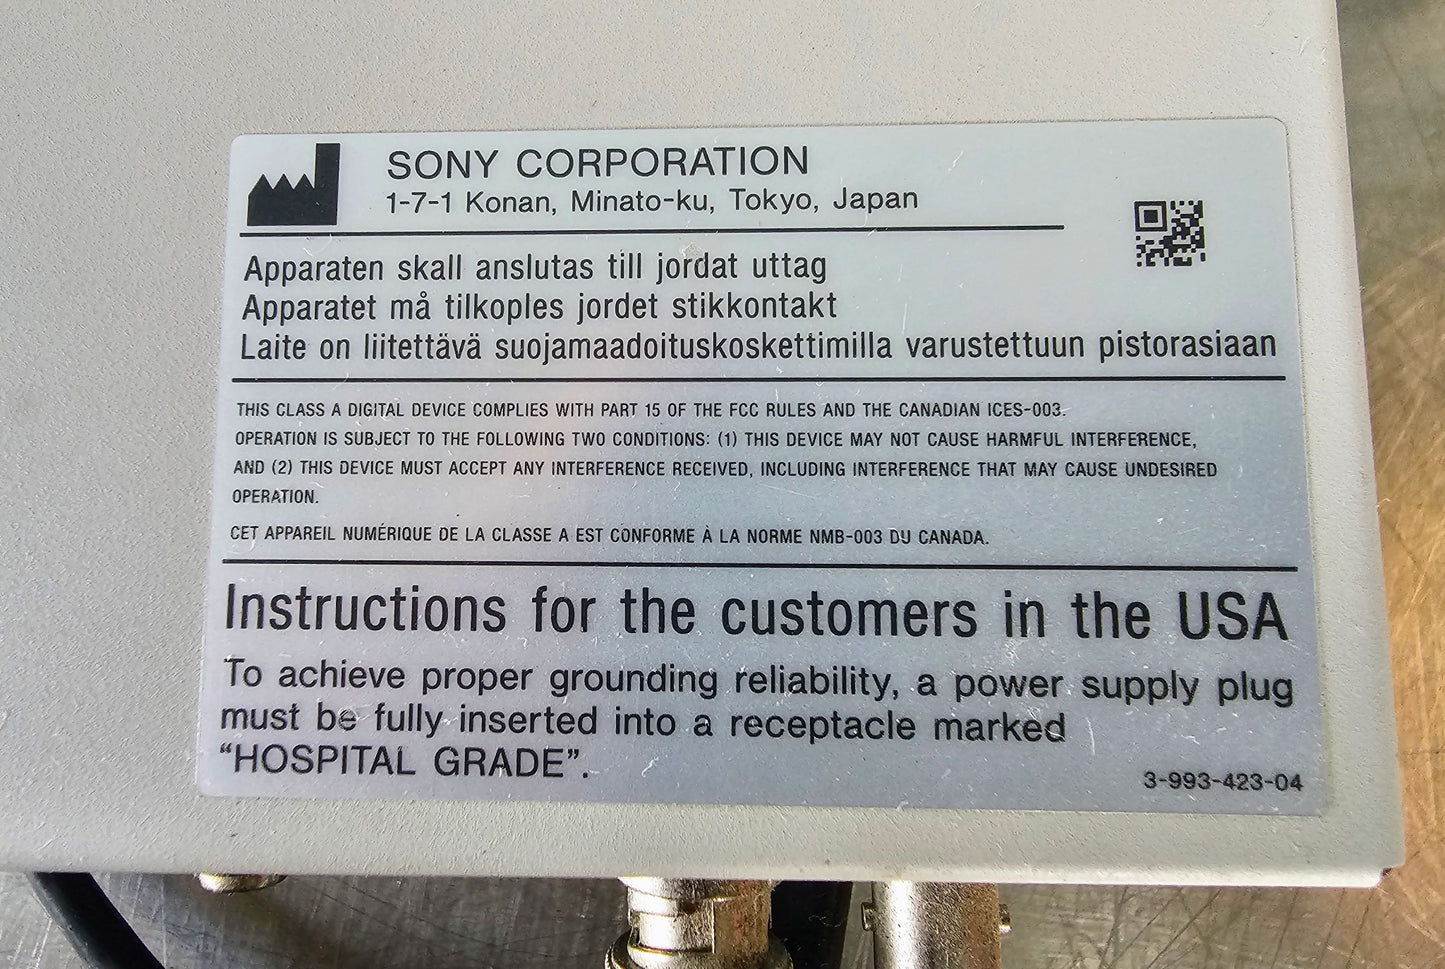 SONY CORPORATION
1-7-1 Konan, Minato-ku, Tokyo, Japan
Apparaten skall anslutas till jordat uttag
Apparatet må tilkoples jordet stikkontakt
Laite on liitettävä suojamaadoituskoskettimilla varustettuun pistorasiaan
THIS CLASS A DIGITAL DEVICE COMPLIES WITH PART 15 OF THE FCC RULES AND THE CANADIAN ICES-003.
OPERATION IS SUBJECT TO THE FOLLOWING TWO CONDITIONS: (1) THIS DEVICE MAY NOT CAUSE HARMFUL INTERFERENCE,
AND (2) THIS DEVICE MUST ACCEPT ANY INTERFERENCE RECEIVED, INCLUDING INTERFERENCE THAT MAY CAUSE UNDESIRED
OPERATION.
CET APPAREIL NUMÉRIQUE DE LA CLASSE A EST CONFORME À LA NORME NMB-003 DU CANADA.
Instructions for the customers in the USA
To achieve proper grounding reliability, a power supply plug
must be fully inserted into a receptacle marked
“HOSPITAL GRADE”.
3-993-423-04